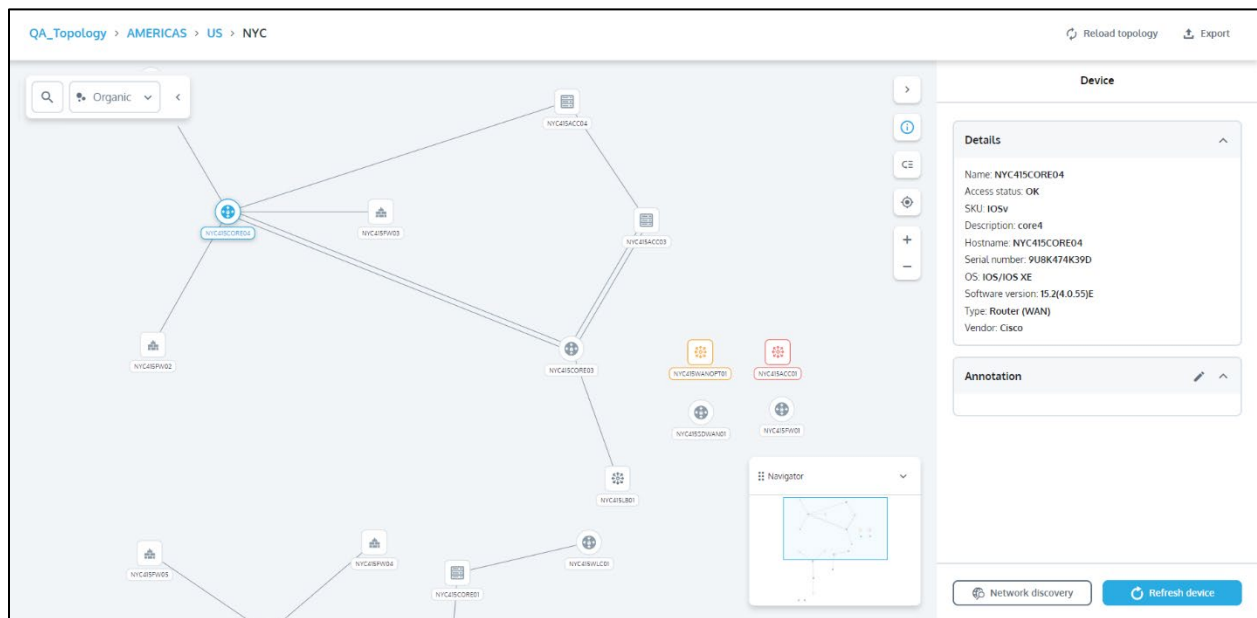 QA_Topology > AMERICAS > US > NYC
Reload topology
Export
Organic
NYC415ACC04
NYC415CORE04
NYC415FW03
NYC415ACC03
NYC415FW02
NYC415CORE03
NYC415WANOPT01
NYC415ACC01
NYC415SDWAN01
NYC415FW01
NYC415LB01
NYC415FW05
NYC415FW04
NYC415WLC01
NYC415CORE01
Navigator
Device
Details
Name: NYC415CORE04
Access status: OK
SKU: IOSv
Description: core4
Hostname: NYC415CORE04
Serial number: 9U8K474K39D
OS: IOS/IOS XE
Software version: 15.2(4.0.55)E
Type: Router (WAN)
Vendor: Cisco
Annotation
Network discovery
Refresh device